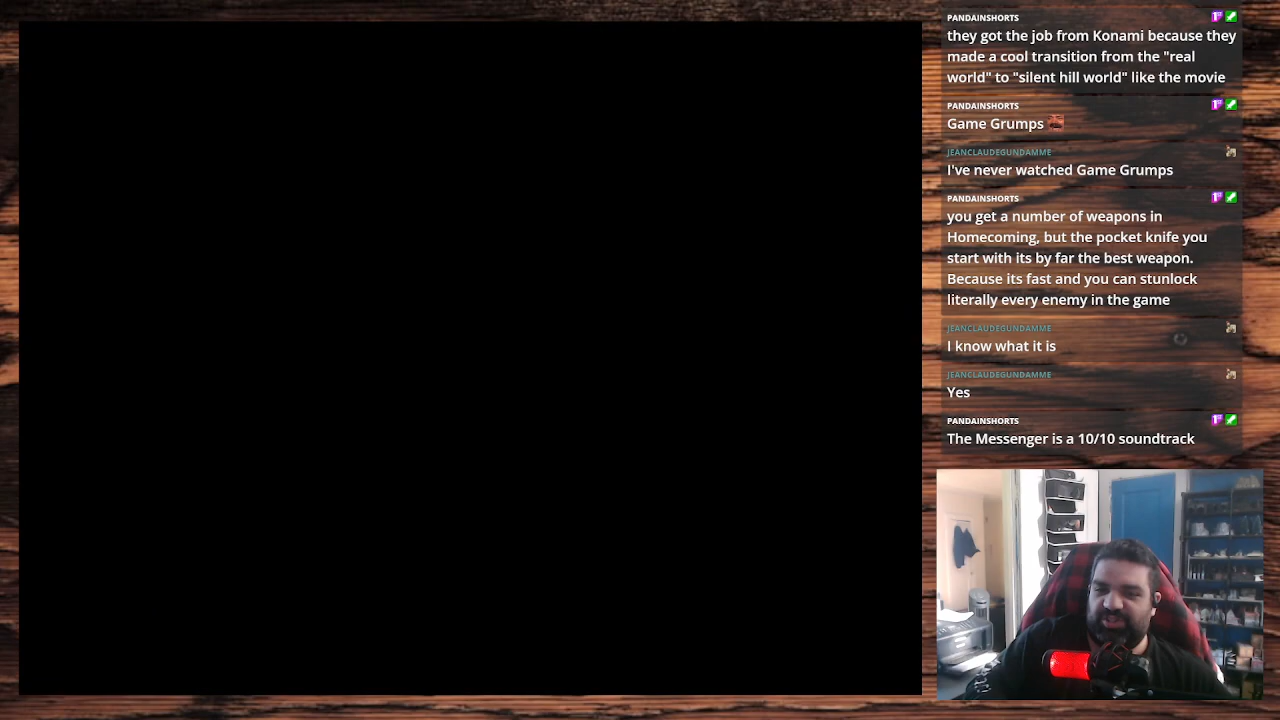 PANDAINSHORTS
they got the job from Konami because they
made a cool transition from the "real
world" to "silent hill world" like the movie
PANDAINSHORTS
Game Grumps
JEANCLAUDEGUNDAMME
I've never watched Game Grumps
PANDAINSHORTS
you get a number of weapons in
Homecoming, but the pocket knife you
start with its by far the best weapon.
Because its fast and you can stunlock
literally every enemy in the game
JEANCLAUDEGUNDAMME
I know what it is
JEANCLAUDEGUNDAMME
Yes
PANDAINSHORTS
The Messenger is a 10/10 soundtrack